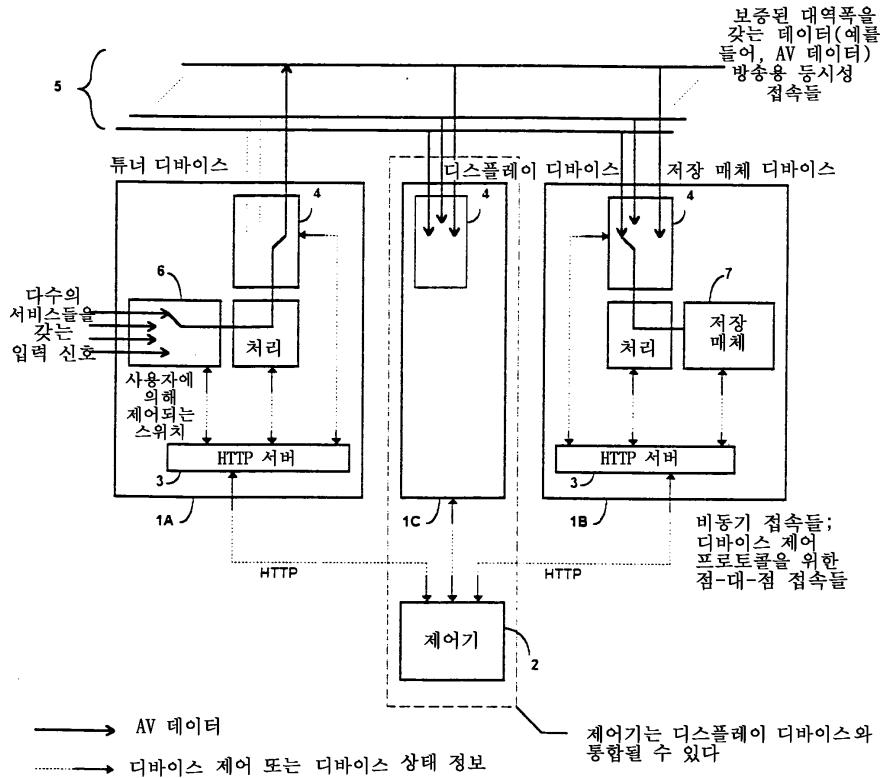 보증된 대역폭을
갖는 데이터(예를
들어, AV 데이터)
방송용 등시성
접속들
5
튜너 디바이스
디스플레이 디바이스
저장 매체 디바이스
4
4
4
6
7
다수의
서비스들을
갖는
입력 신호
처리
처리
저장
매체
사용자에
의해
제어되는
스위치
HTTP 서버
HTTP 서버
3
3
1A
1C
1B
비동기 접속들;
디바이스 제어
프로토콜을 위한
점-대-점 접속들
HTTP
HTTP
제어기
2
AV 데이터
디바이스 제어 또는 디바이스 상태 정보
제어기는 디스플레이 디바이스와
통합될 수 있다